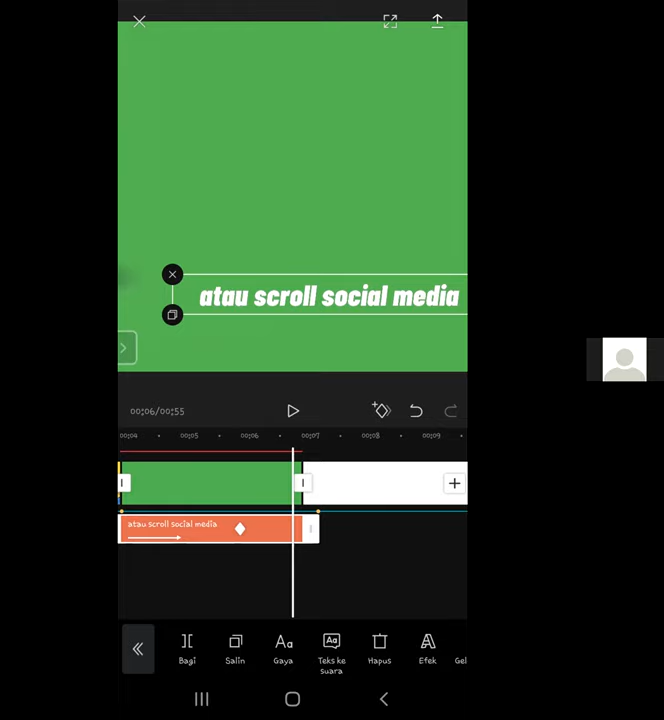 atau scroll social media
00:06/00:55
00:04 00:05 00:06 00:07 00:08 00:09
atau scroll social media
Bagi Salin Gaya Teks ke suara Hapus Efek Gel